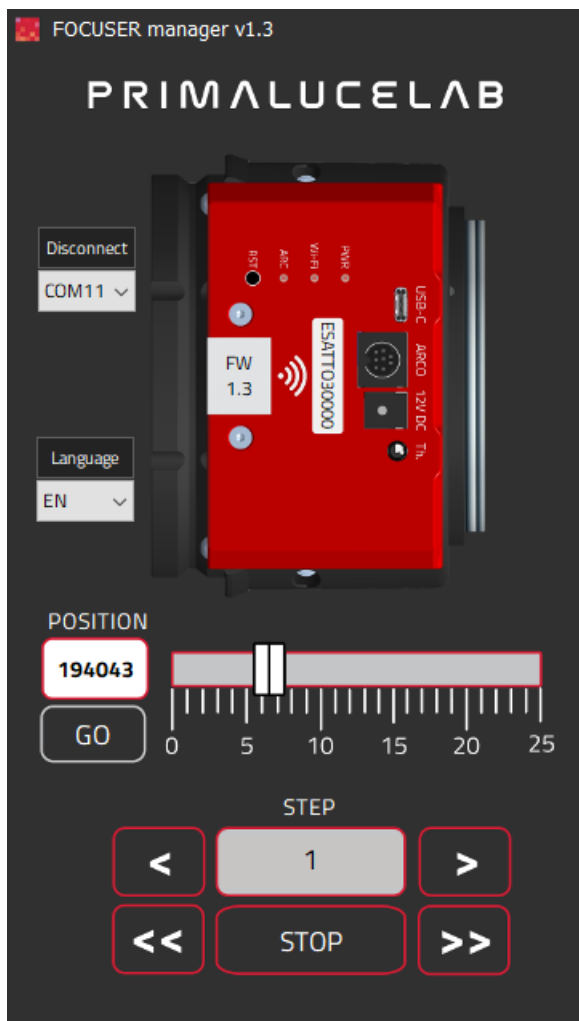 FOCUSER manager v1.3
PRIMALUCELAB
Disconnect
COM11
RST
ARC
Wi-Fi
PWR
USB-C
ARCO
12V DC
Th.
FW
1.3
ESATTO30000
Language
EN
POSITION
194043
GO
0 5 10 15 20 25
STEP
< 1 >
<< STOP >>